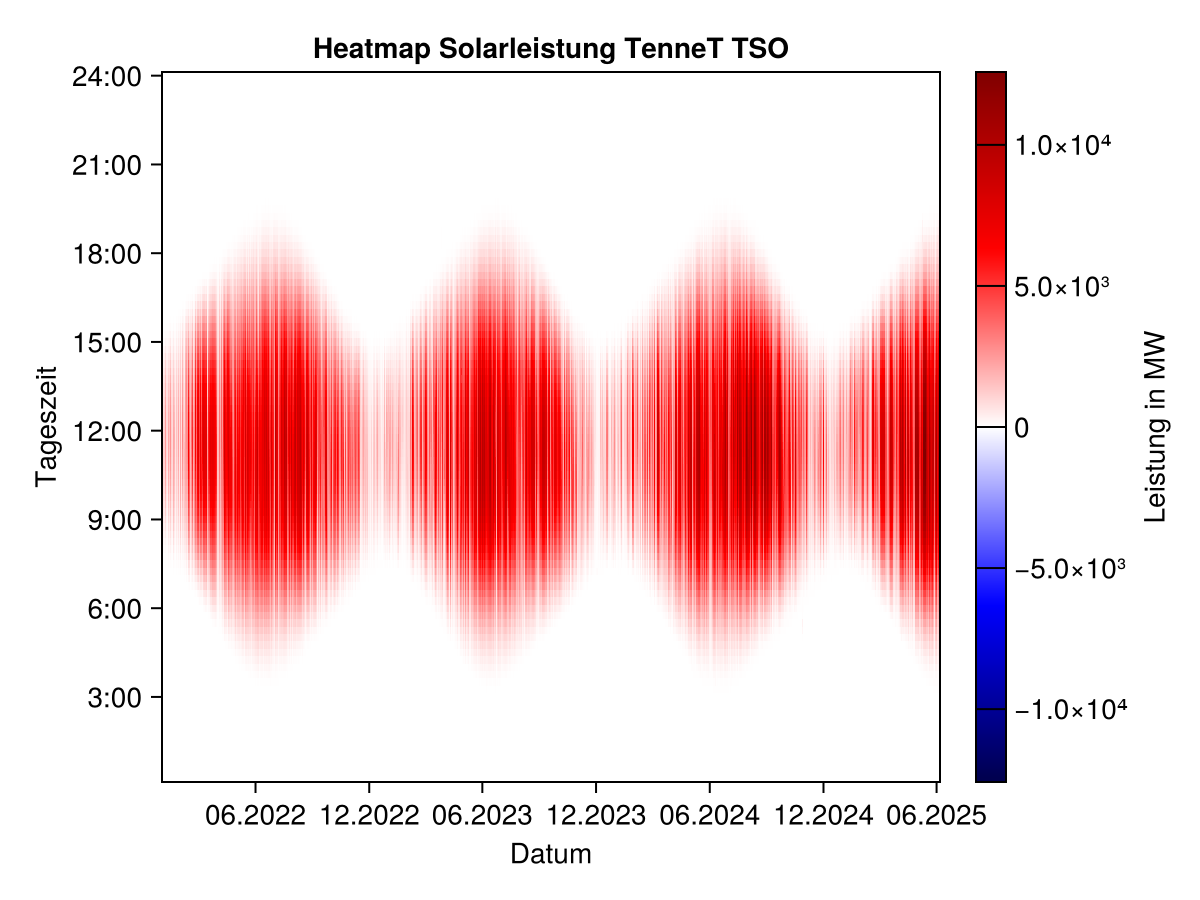 Heatmap Solarleistung TenneT TSO
24:00
21:00
18:00
15:00
12:00
9:00
6:00
3:00
Tageszeit
06.2022 12.2022 06.2023 12.2023 06.2024 12.2024 06.2025
Datum
1.0×10⁴
5.0×10³
0
−5.0×10³
−1.0×10⁴
Leistung in MW